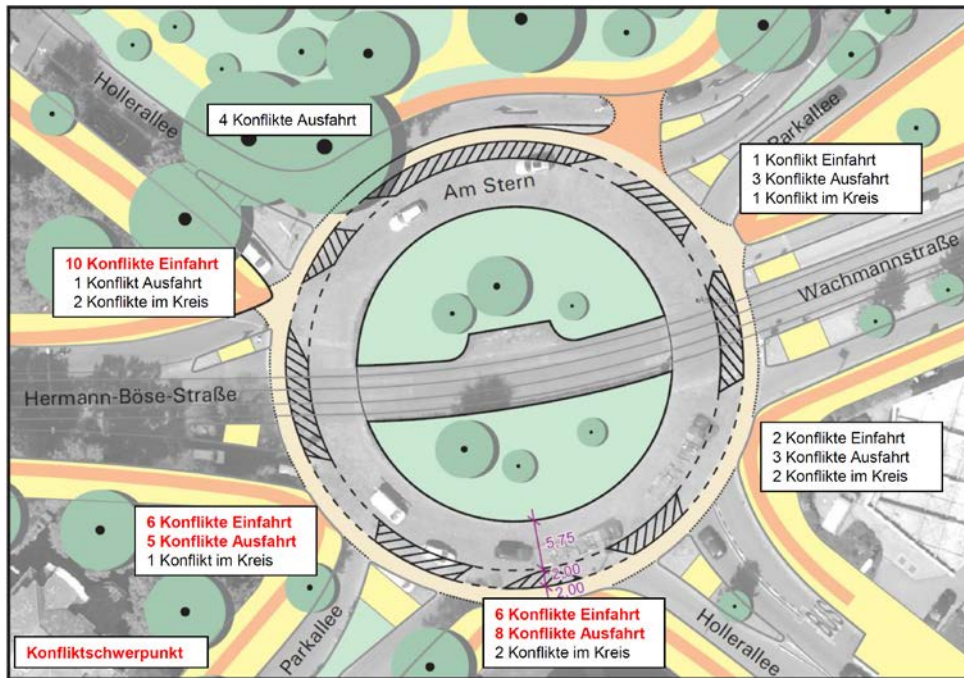 Hollerallee
4 Konflikte Ausfahrt
Parkallee
1 Konflikt Einfahrt
3 Konflikte Ausfahrt
1 Konflikt im Kreis
Am Stern
10 Konflikte Einfahrt
1 Konflikt Ausfahrt
2 Konflikte im Kreis
Wachmannstraße
Hermann-Böse-Straße
2 Konflikte Einfahrt
3 Konflikte Ausfahrt
2 Konflikte im Kreis
6 Konflikte Einfahrt
5 Konflikte Ausfahrt
1 Konflikt im Kreis
5.75
2.00
2.00
6 Konflikte Einfahrt
8 Konflikte Ausfahrt
2 Konflikte im Kreis
Parkallee
Hollerallee
Konfliktschwerpunkt